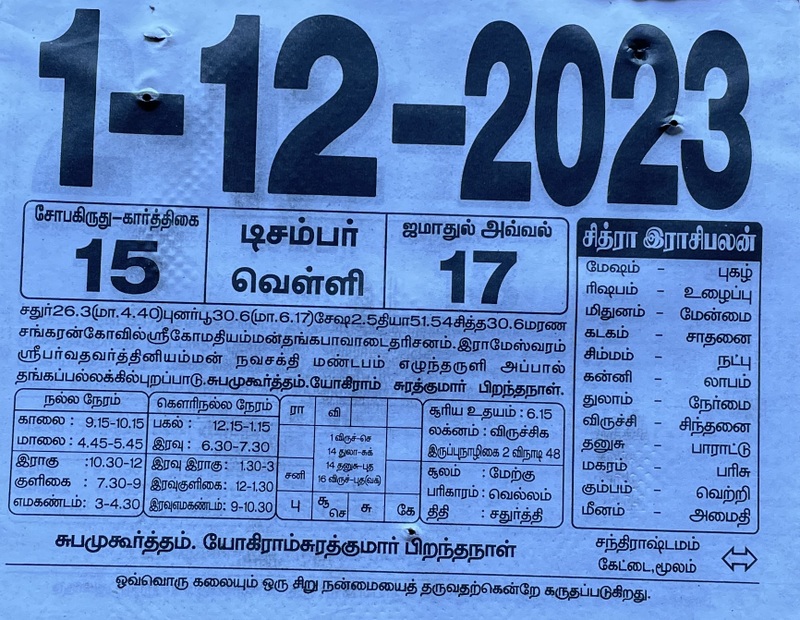 1-12-2023
சோபகிருது-கார்த்திகை
15
டிசம்பர்
வெள்ளி
ஜமாதுல் அவ்வல்
17
சதுர்26.3(மா.4.40)புனர்பூ30.6(மா.6.17)சேஷ2.5தியா51.54சித்த30.6மரண
சங்கரன்கோவில்ஸ்ரீகோமதியம்மன்தங்கபாவாடைதரிசனம்.இராமேஸ்வரம்
ஸ்ரீபர்வதவர்த்தினியம்மன் நவசக்தி மண்டபம் எழுந்தருளி அப்பால்
தங்கப்பல்லக்கில்புறப்பாடு.சுபமுகூர்த்தம்.யோகிராம் சுரத்குமார் பிறந்தநாள்.
நல்ல நேரம்
காலை : 9.15-10.15
மாலை : 4.45-5.45
இராகு :10.30-12
குளிகை : 7.30-9
எமகண்டம்: 3-4.30
கௌரிநல்ல நேரம்
பகல் : 12.15-1.15
இரவு : 6.30-7.30
இரவு இராகு: 1.30-3
இரவுகுளிகை: 12-1.30
இரவுஎமகண்டம்: 9-10.30
ரா வி
1 விருச்-செ
14 துலா-சுக்
14 தனுசு-புத
16 விருச்-புத(வகி)
சனி
பு சூ செ சு கே
சூரிய உதயம் : 6.15
லக்னம் : விருச்சிக
இருப்புநாழிகை 2 விநாடி 48
சூலம் : மேற்கு
பரிகாரம் : வெல்லம்
திதி : சதுர்த்தி
சித்ரா இராசிபலன்
மேஷம் - புகழ்
ரிஷபம் - உழைப்பு
மிதுனம் - மேன்மை
கடகம் - சாதனை
சிம்மம் - நட்பு
கன்னி - லாபம்
துலாம் - நேர்மை
விருச்சி - சிந்தனை
தனுசு - பாராட்டு
மகரம் - பரிசு
கும்பம் - வெற்றி
மீனம் - அமைதி
சுபமுகூர்த்தம். யோகிராம்சுரத்குமார் பிறந்தநாள்
சந்திராஷ்டமம்
கேட்டை,மூலம்
ஒவ்வொரு கலையும் ஒரு சிறு நன்மையைத் தருவதற்கென்றே கருதப்படுகிறது.